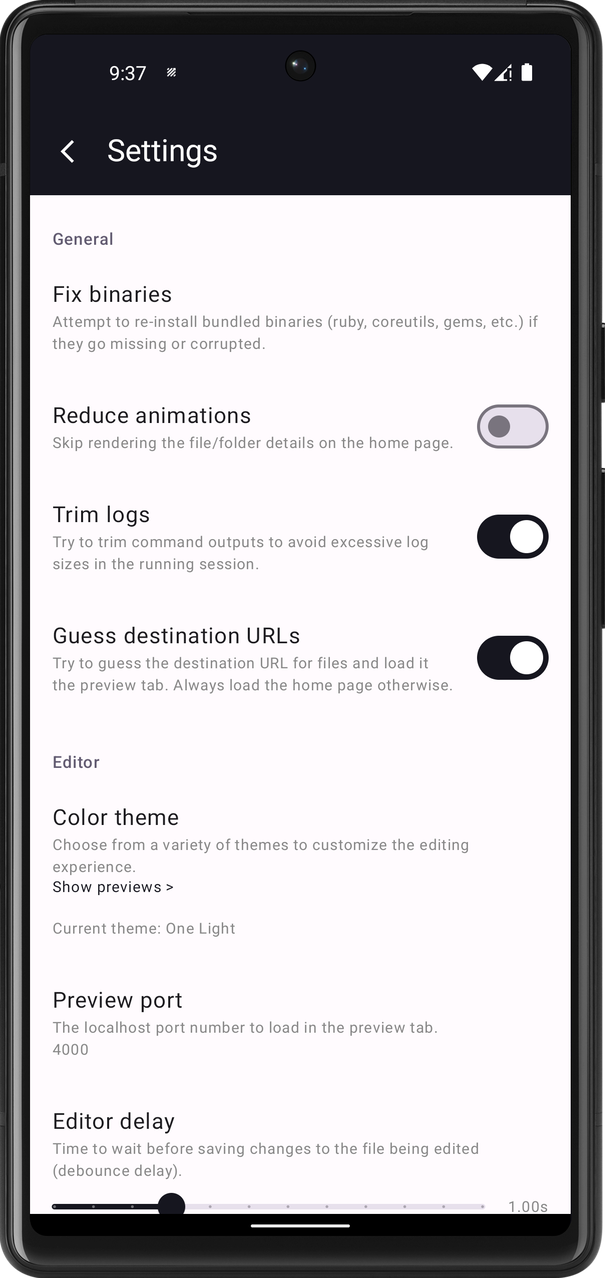 9:37
Settings
General
Fix binaries
Attempt to re-install bundled binaries (ruby, coreutils, gems, etc.) if
they go missing or corrupted.
Reduce animations
Skip rendering the file/folder details on the home page.
Trim logs
Try to trim command outputs to avoid excessive log
sizes in the running session.
Guess destination URLs
Try to guess the destination URL for files and load it
the preview tab. Always load the home page otherwise.
Editor
Color theme
Choose from a variety of themes to customize the editing
experience.
Show previews >
Current theme: One Light
Preview port
The localhost port number to load in the preview tab.
4000
Editor delay
Time to wait before saving changes to the file being edited
(debounce delay).
1.00s